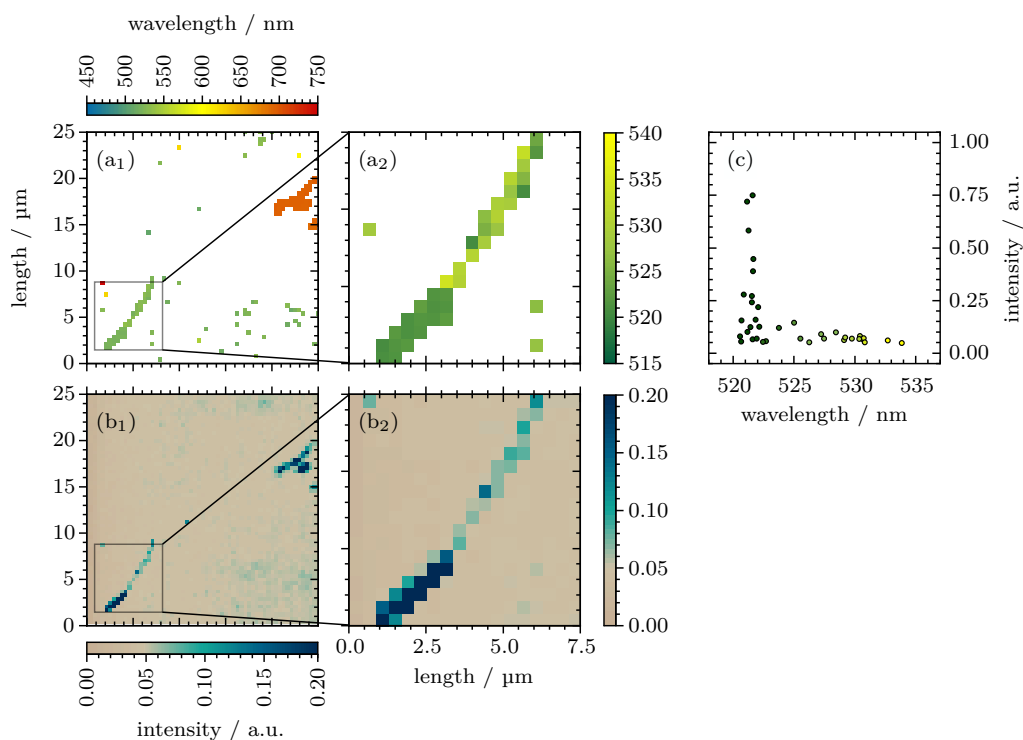 wavelength / nm
450 500 550 600 650 700 750
25 20 15 10 5 0
length / µm
(a1)
(a2)
540 535 530 525 520 515
(c)
1.00 0.75 0.50 0.25 0.00
intensity / a.u.
520 525 530 535
wavelength / nm
25 20 15 10 5 0
(b1)
(b2)
0.20 0.15 0.10 0.05 0.00
0.0 2.5 5.0 7.5
length / µm
0.00 0.05 0.10 0.15 0.20
intensity / a.u.